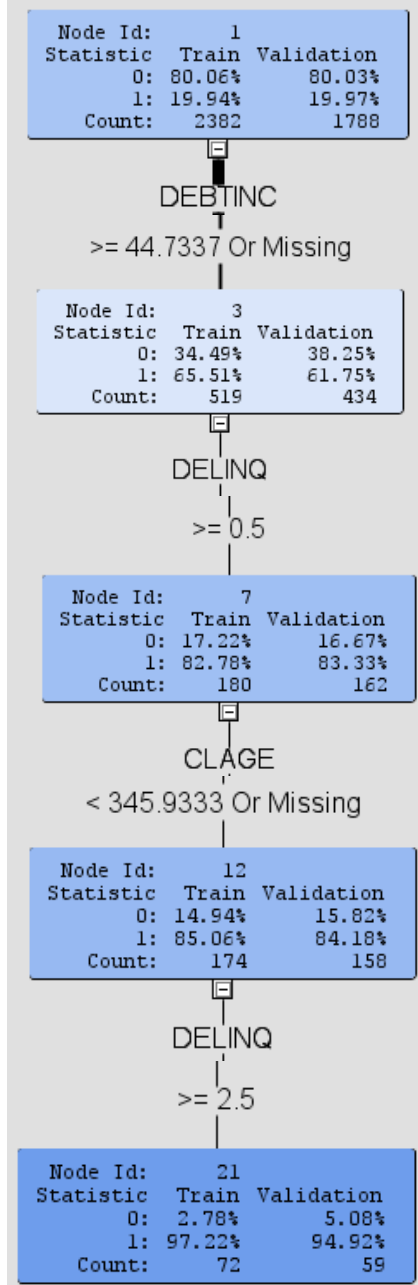 Node Id: 1
Statistic Train Validation
0: 80.06% 80.03%
1: 19.94% 19.97%
Count: 2382 1788
DEBTINC
>= 44.7337 Or Missing
Node Id: 3
Statistic Train Validation
0: 34.49% 38.25%
1: 65.51% 61.75%
Count: 519 434
DELINQ
>= 0.5
Node Id: 7
Statistic Train Validation
0: 17.22% 16.67%
1: 82.78% 83.33%
Count: 180 162
CLAGE
< 345.9333 Or Missing
Node Id: 12
Statistic Train Validation
0: 14.94% 15.82%
1: 85.06% 84.18%
Count: 174 158
DELINQ
>= 2.5
Node Id: 21
Statistic Train Validation
0: 2.78% 5.08%
1: 97.22% 94.92%
Count: 72 59